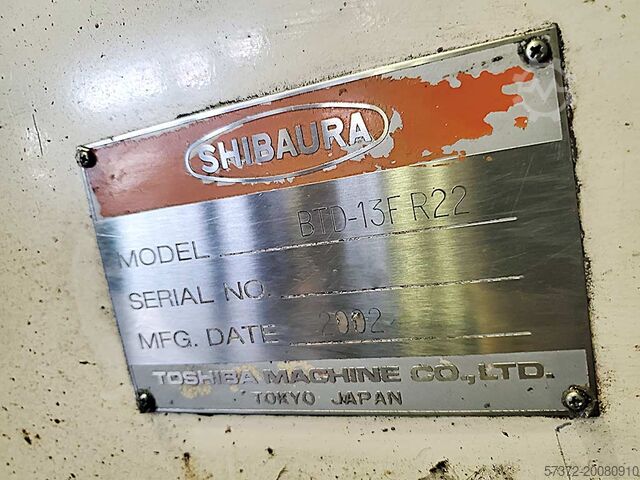 SHIBAURA
MODEL BTD-13F R22
SERIAL NO.
MFG. DATE 2002
TOSHIBA MACHINE CO., LTD.
TOKYO JAPAN
57372-20080910